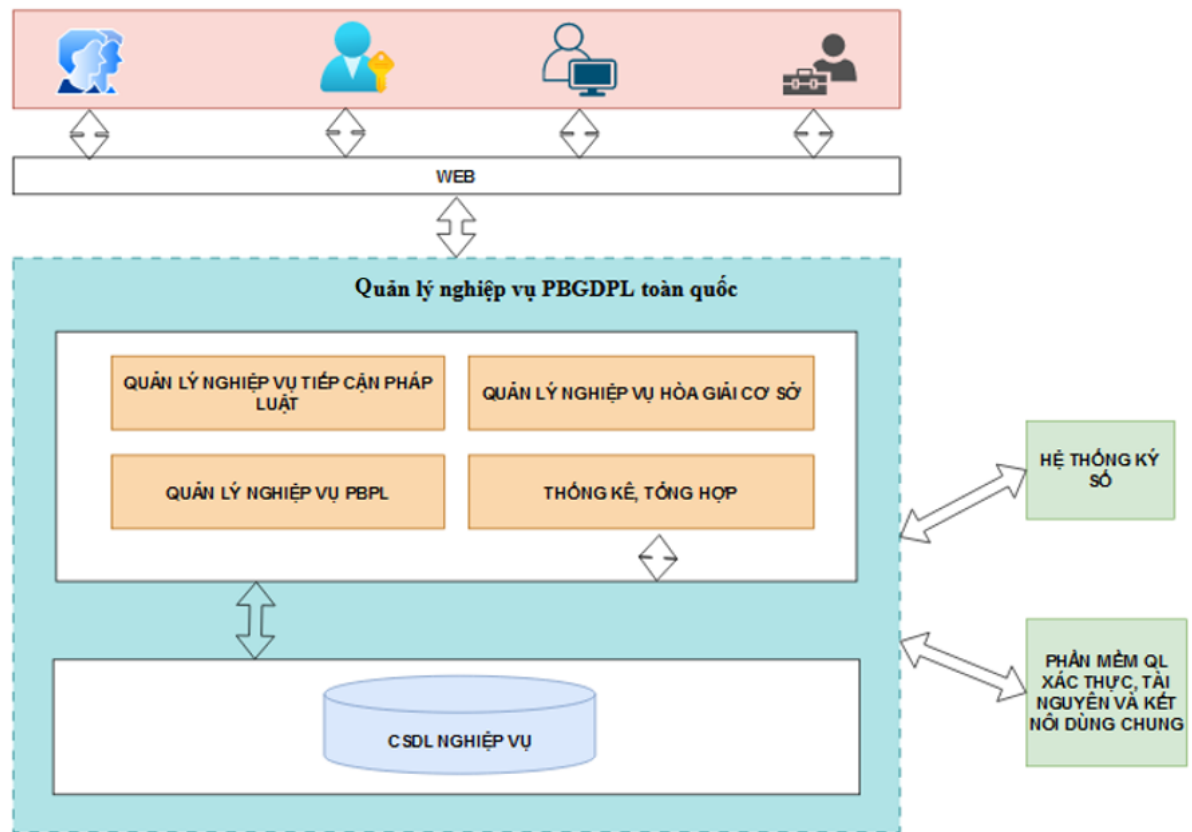 WEB
Quản lý nghiệp vụ PBGDPL toàn quốc
QUẢN LÝ NGHIỆP VỤ TIẾP CẬN PHÁP
LUẬT
QUẢN LÝ NGHIỆP VỤ HÒA GIẢI CƠ SỞ
QUẢN LÝ NGHIỆP VỤ PBPL
THỐNG KÊ, TỔNG HỢP
HỆ THỐNG KÝ
SỐ
PHẦN MỀM QL
XÁC THỰC, TÀI
NGUYÊN VÀ KẾT
NỐI DÙNG CHUNG
CSDL NGHIỆP VỤ